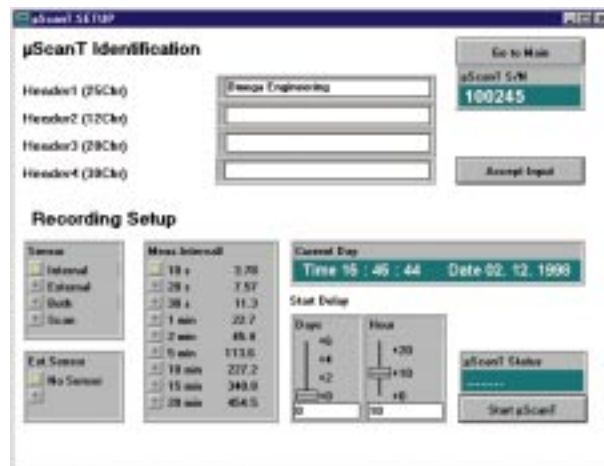 µScanT SETUP
µScanT Identification
Go to Main
µScanT S/N
100245
Header1 (25Chr)
Omega Engineering
Header2 (12Chr)
Header3 (20Chr)
Header4 (30Chr)
Accept Input
Recording Setup
Sensor
Internal
External
Both
Scan
Meas.Intervall
10 s 3.78
20 s 7.57
30 s 11.3
1 min 22.7
2 min 45.4
5 min 113.6
10 min 227.2
15 min 340.9
20 min 454.5
Current Day
Time 16 : 46 : 44 Date 02. 12. 1998
Start Delay
Days
+6
+4
+2
+0
0
Hour
+20
+10
+0
10
Ext Sensor
No Sensor
µScanT Status
------
Start µScanT